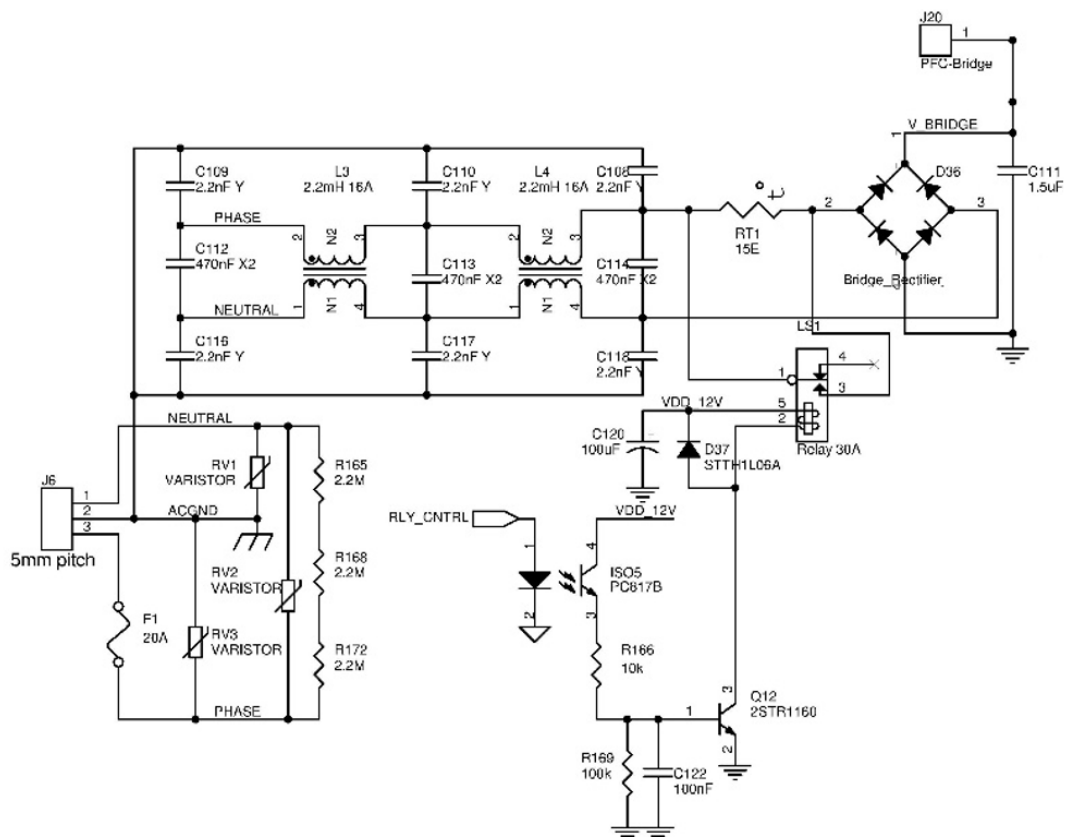 J20
1
PFC-Bridge
V_BRIDGE
1
C109
2.2nF Y
L3
2.2mH 16A
C110
2.2nF Y
L4
2.2mH 16A
C108
2.2nF Y
D36
C111
1.5uF
PHASE
2
N2
3
2
N2
3
t
2
3
RT1
15E
C112
470nF X2
C113
470nF X2
C114
470nF X2
Bridge_Rectifier_
NEUTRAL
1
N1
4
1
N1
4
LS1
C116
2.2nF Y
C117
2.2nF Y
C118
2.2nF Y
1
4
3
VDD_12V
5
2
NEUTRAL
C120
100uF
D37
STTH1L06A
Relay 30A
RV1
VARISTOR
R165
2.2M
J6
1
2
3
ACGND
5mm pitch
RLY_CNTRL
VDD_12V
1
4
R168
2.2M
RV2
VARISTOR
ISO5
PC817B
2
3
F1
20A
RV3
VARISTOR
R172
2.2M
R166
10k
PHASE
1
3
Q12
2STR1160
2
R169
100k
C122
100nF